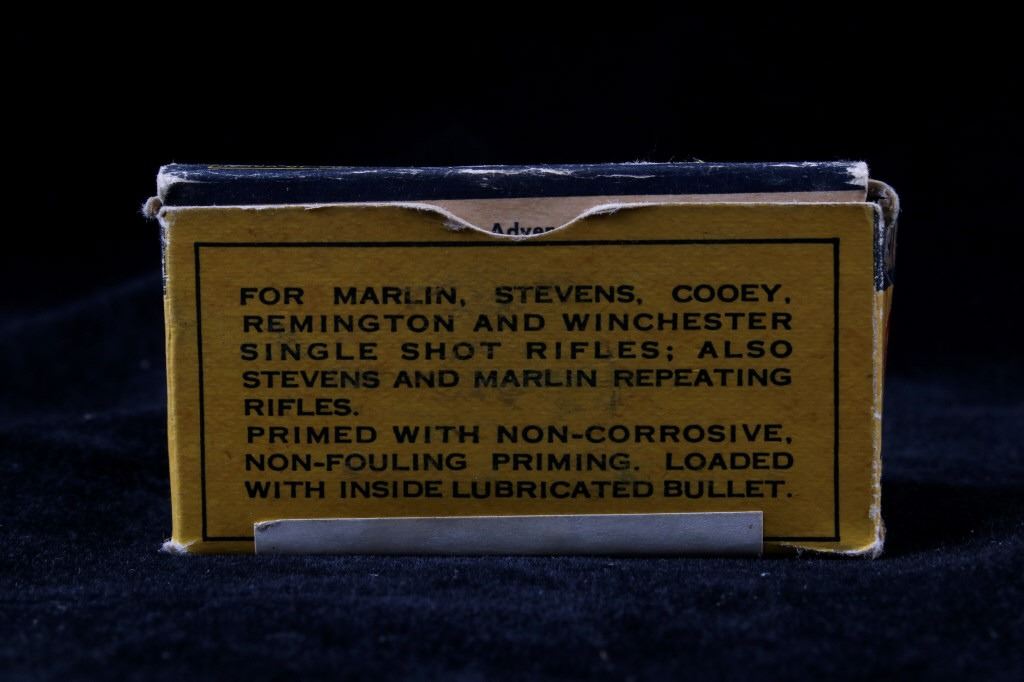 Adver
FOR MARLIN, STEVENS, COOEY,
REMINGTON AND WINCHESTER
SINGLE SHOT RIFLES; ALSO
STEVENS AND MARLIN REPEATING
RIFLES.
PRIMED WITH NON-CORROSIVE,
NON-FOULING PRIMING. LOADED
WITH INSIDE LUBRICATED BULLET.